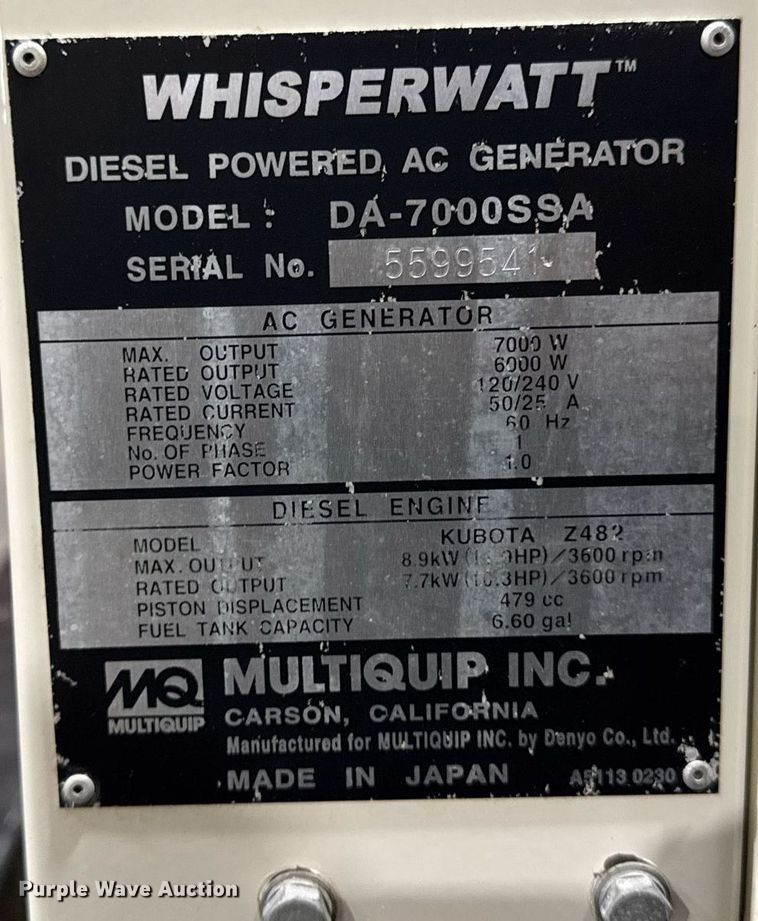 WHISPERWATT™
DIESEL POWERED AC GENERATOR
MODEL : DA-7000SSA
SERIAL No. 5599541
AC GENERATOR
MAX. OUTPUT 7000 W
RATED OUTPUT 6000 W
RATED VOLTAGE 120/240 V
RATED CURRENT 50/25 A
FREQUENCY 60 Hz
No. OF PHASE 1
POWER FACTOR 1.0
DIESEL ENGINE
MODEL KUBOTA Z482
MAX. OUTPUT 8.9kW /3600 rpm
RATED OUTPUT 7.7kW (10.3HP)/3600 rpm
PISTON DISPLACEMENT 479 cc
FUEL TANK CAPACITY 6.60 gal
MQ MULTIQUIP INC.
MULTIQUIP CARSON, CALIFORNIA
Manufactured for MULTIQUIP INC. by Denyo Co., Ltd.
MADE IN JAPAN
Purple Wave Auction